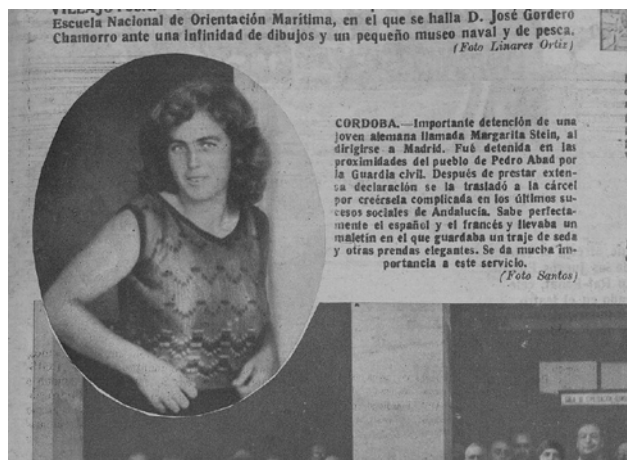 Escuela Nacional de Orientación Marítima, en el que se halla D. José Gordero
Chamorro ante una infinidad de dibujos y un pequeño museo naval y de pesca.
(Foto Linares Ortiz)
CORDOBA.—Importante detención de una
joven alemana llamada Margarita Stein, al
dirigirse a Madrid. Fué detenida en las
proximidades del pueblo de Pedro Abad por
la Guardia civil. Después de prestar exten-
sa declaración se la trasladó a la cárcel
por creérsela complicada en los últimos su-
cesos sociales de Andalucía. Sabe perfecta-
mente el español y el francés y llevaba un
maletín en el que guardaba un traje de seda
y otras prendas elegantes. Se da mucha im-
portancia a este servicio.
(Foto Santos)